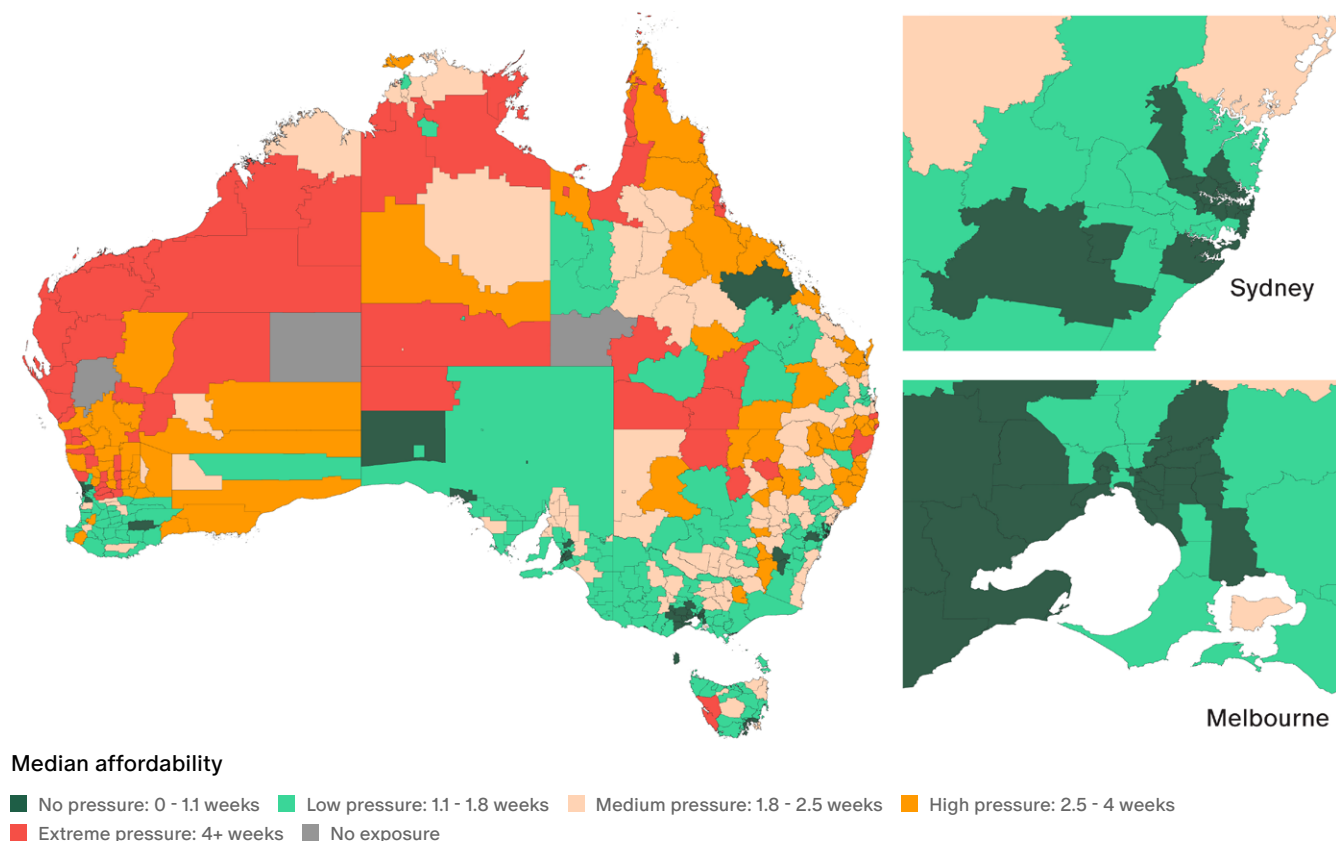 Sydney
Melbourne
Median affordability
No pressure: 0 - 1.1 weeks Low pressure: 1.1 - 1.8 weeks Medium pressure: 1.8 - 2.5 weeks High pressure: 2.5 - 4 weeks
Extreme pressure: 4+ weeks No exposure